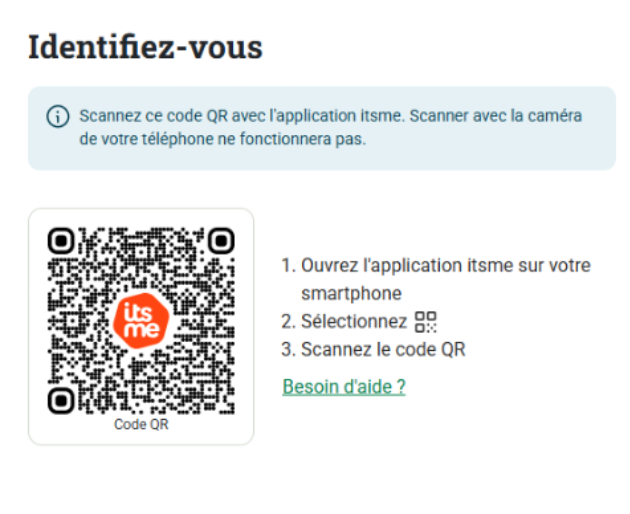 Identifiez-vous
Scannez ce code QR avec l'application itsme. Scanner avec la caméra
de votre téléphone ne fonctionnera pas.
its
me
Code QR
1. Ouvrez l'application itsme sur votre
smartphone
2. Sélectionnez
3. Scannez le code QR
Besoin d'aide ?